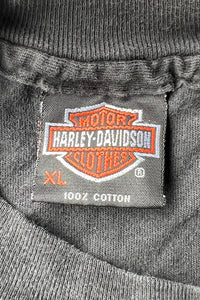 MOTOR
HARLEY-DAVIDSON
CLOTHES
XL ®
100% COTTON